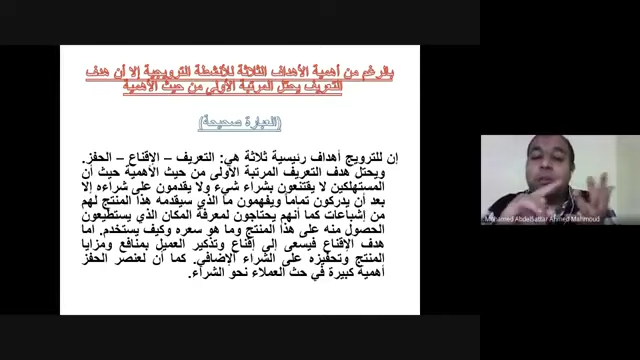 بالرغم من أهمية الأهداف الثلاثة للأنشطة الترويجية إلا أن هدف
التعريف يحتل المرتبة الأولى من حيث الأهمية
(العبارة صحيحة)
إن للترويج أهداف رئيسية ثلاثة هي: التعريف – الإقناع – الحفز.
ويحتل هدف التعريف المرتبة الأولى من حيث الأهمية حيث أن
المستهلكين لا يقتنعون بشراء شيء ولا يقدمون على شراءه إلا
بعد أن يدركون تماما ويفهمون ما الذي سيقدمه هذا المنتج لهم
من إشباعات كما أنهم يحتاجون لمعرفة المكان الذي يستطيعون
الحصول منه على هذا المنتج وما هو سعره وكيف يستخدم. أما
هدف الإقناع فيسعى إلى إقناع وتذكير العميل بمنافع ومزايا
المنتج وتحفيزه على الشراء الإضافي. كما أن لعنصر الحفز
أهمية كبيرة في حث العملاء نحو الشراء.
Mohamed AbdelSattar Ahmed Mahmoud